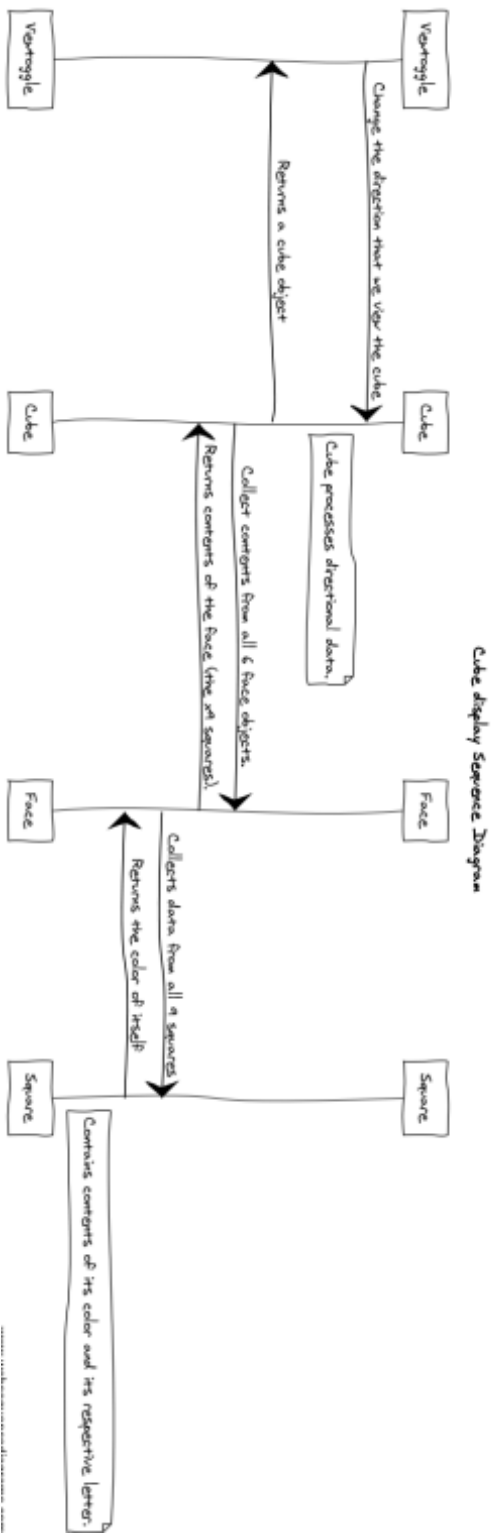 Cube display Sequence Diagram
Viewtoggle
Cube
Face
Square
Change the direction that we view the cube
Cube processes directional data.
Returns a cube object
Collect contents from all 6 face objects.
Returns contents of the face (the x9 squares).
Collects data from all 9 squares
Returns the color of itself
Contains contents of its color and its respective letter.
Viewtoggle
Cube
Face
Square